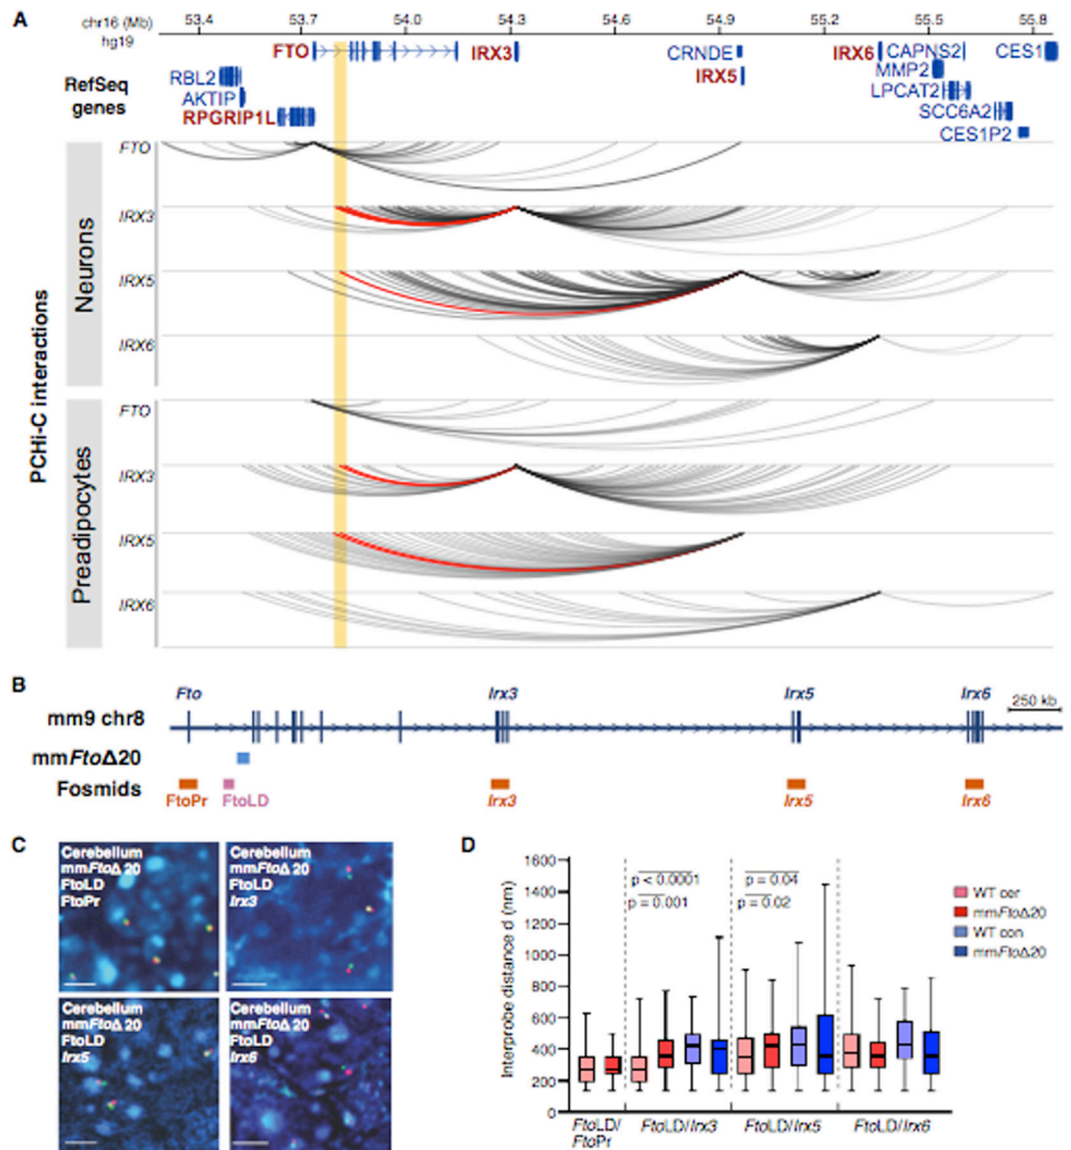 A
chr16 (Mb)
hg19
53.4 53.7 54.0 54.3 54.6 54.9 55.2 55.5 55.8
RefSeq
genes
FTO IRX3 CRNDE IRX6 CAPNS2 CES1
RBL2 IRX5 MMP2
AKTIP LPCAT2
RPGRIP1L SCC6A2
CES1P2
PCHi-C interactions
Neurons
FTO
IRX3
IRX5
IRX6
Preadipocytes
FTO
IRX3
IRX5
IRX6
B
Fto Irx3 Irx5 Irx6
250 kb
mm9 chr8
mmFtoΔ20
Fosmids
FtoPr FtoLD Irx3 Irx5 Irx6
C
Cerebellum
mmFtoΔ 20
FtoLD
FtoPr
Cerebellum
mmFtoΔ 20
FtoLD
Irx3
Cerebellum
mmFtoΔ 20
FtoLD
Irx5
Cerebellum
mmFtoΔ 20
FtoLD
Irx6
D
Interprobe distance d (nm)
1600
1400
1200
1000
800
600
400
200
0
p < 0.0001 p = 0.04
p = 0.001 p = 0.02
WT cer
mmFtoΔ20
WT con
mmFtoΔ20
FtoLD/ FtoLD/Irx3 FtoLD/Irx5 FtoLD/Irx6
FtoPr